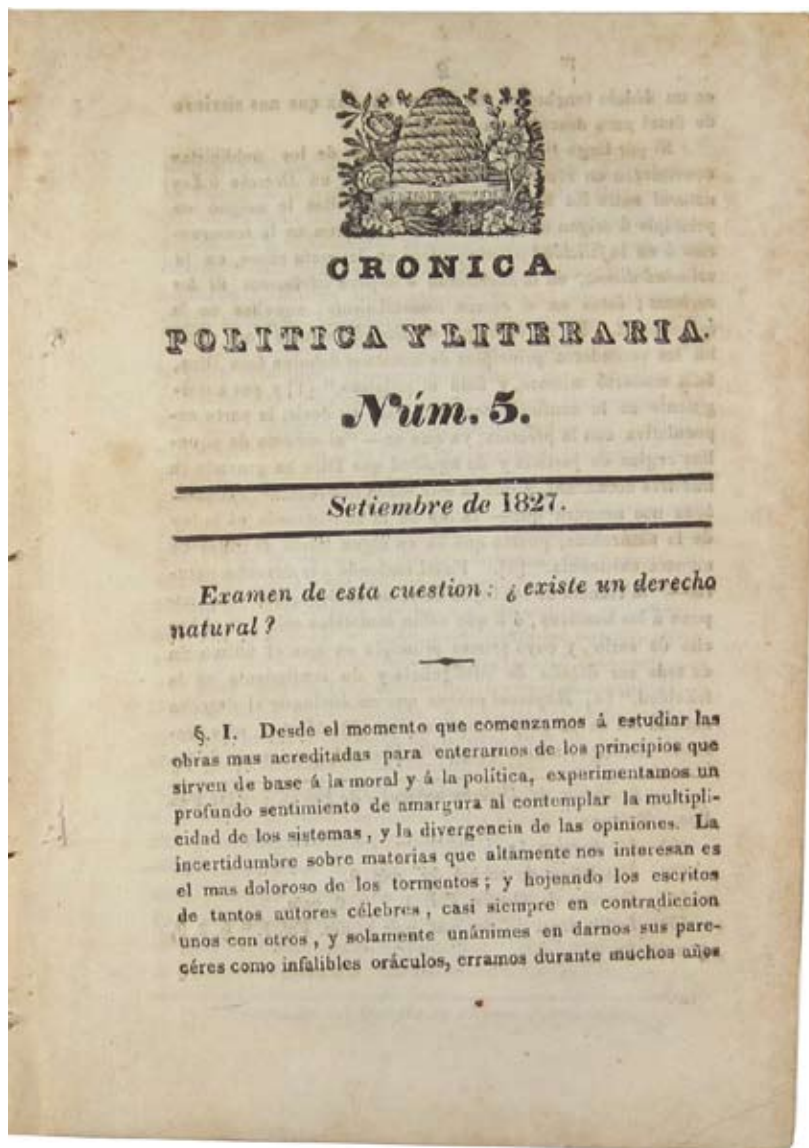 CRONICA
POLITICA Y LITERARIA.
Núm. 5.
Setiembre de 1827.
Examen de esta cuestion: ¿existe un derecho
natural?
§. I. Desde el momento que comenzamos á estudiar las
obras mas acreditadas para enterarnos de los principios que
sirven de base á la moral y á la política, experimentamos un
profundo sentimiento de amargura al contemplar la multipli-
cidad de los sistemas, y la divergencia de las opiniones. La
incertidumbre sobre materias que altamente nos interesan es
el mas doloroso de los tormentos; y hojeando los escritos
de tantos autores célebres, casi siempre en contradiccion
unos con otros, y solamente unánimes en darnos sus pare-
céres como infalibles oráculos, erramos durante muchos años